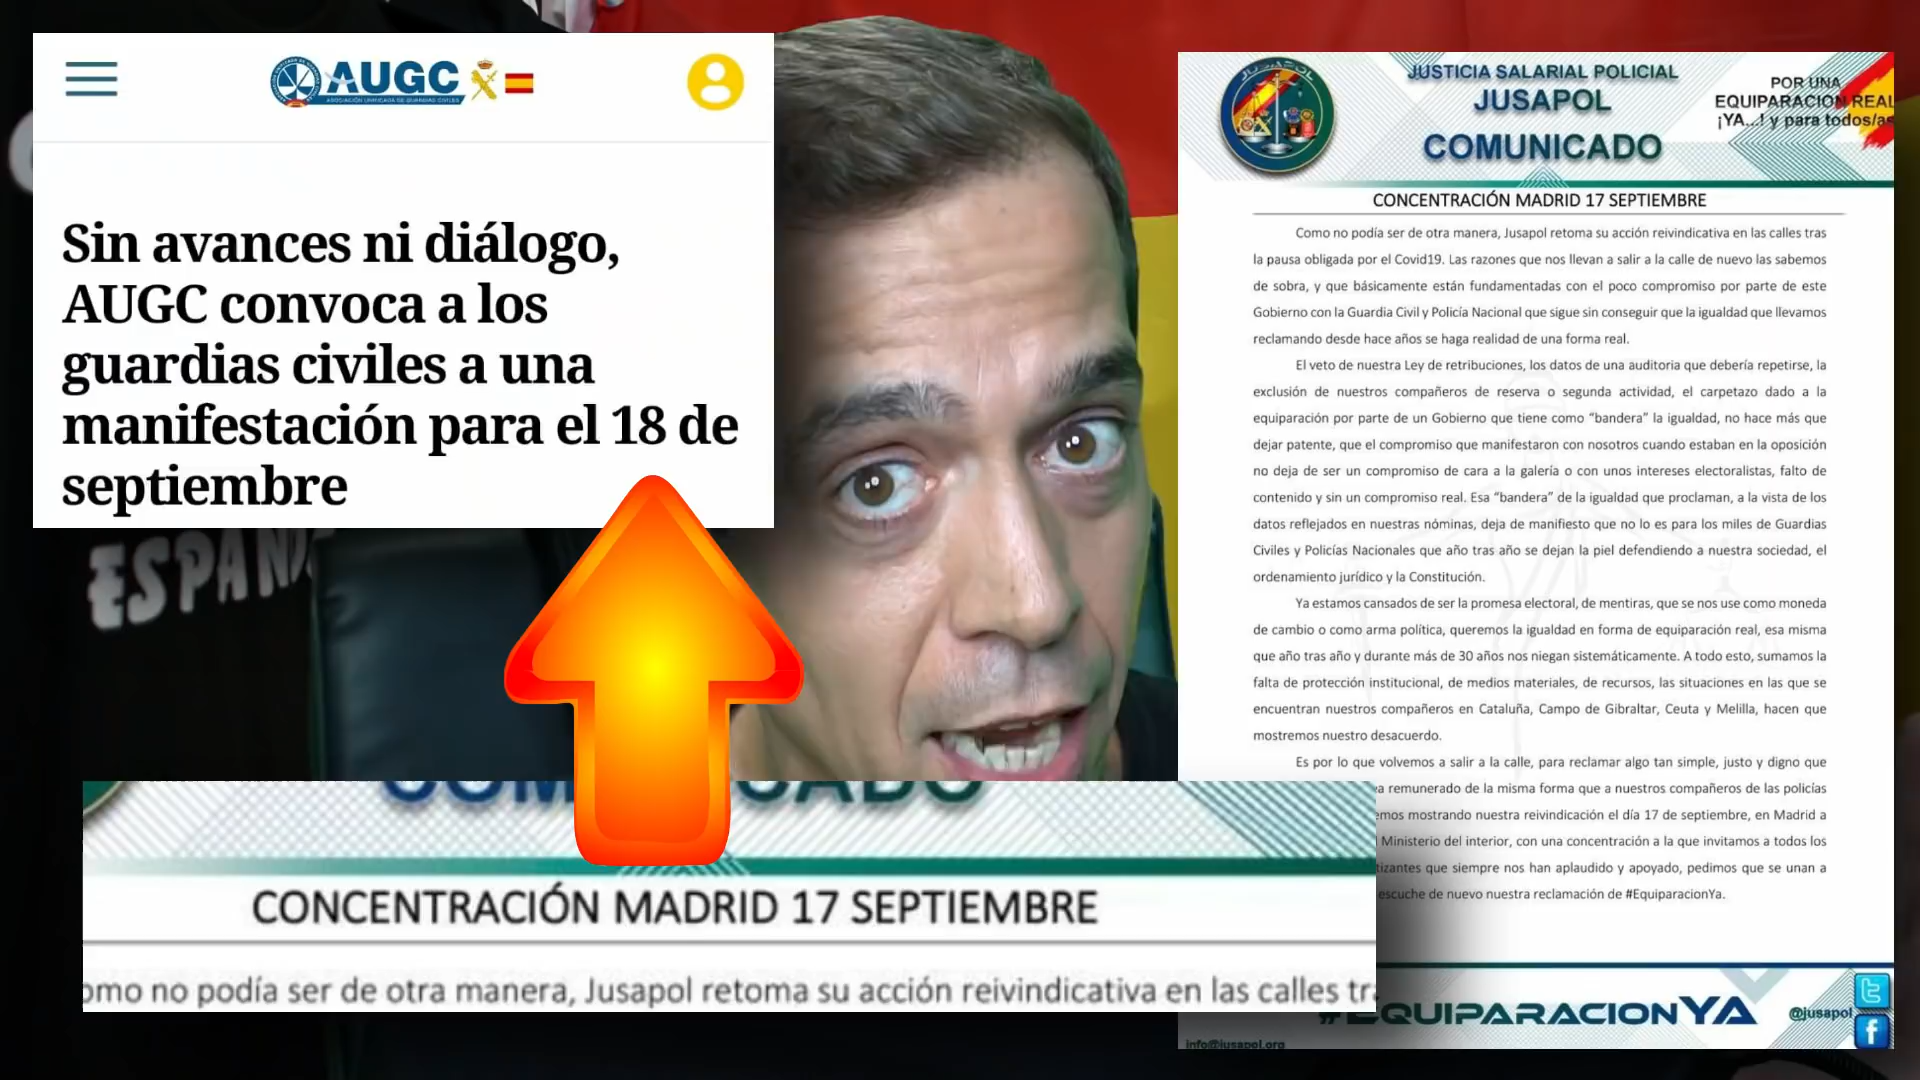 AUGC
ASOCIACIÓN UNIFICADA DE GUARDIAS CIVILES
Sin avances ni diálogo,
AUGC convoca a los
guardias civiles a una
manifestación para el 18 de
septiembre
ESPAÑ
JUSAPOL
JUSTICIA SALARIAL POLICIAL
JUSAPOL
COMUNICADO
POR UNA
EQUIPARACION REAL
¡YA...! y para todos/as
CONCENTRACIÓN MADRID 17 SEPTIEMBRE
Como no podía ser de otra manera, Jusapol retoma su acción reivindicativa en las calles tras
la pausa obligada por el Covid19. Las razones que nos llevan a salir a la calle de nuevo las sabemos
de sobra, y que básicamente están fundamentadas con el poco compromiso por parte de este
Gobierno con la Guardia Civil y Policía Nacional que sigue sin conseguir que la igualdad que llevamos
reclamando desde hace años se haga realidad de una forma real.
El veto de nuestra Ley de retribuciones, los datos de una auditoria que debería repetirse, la
exclusión de nuestros compañeros de reserva o segunda actividad, el carpetazo dado a la
equiparación por parte de un Gobierno que tiene como “bandera” la igualdad, no hace más que
dejar patente, que el compromiso que manifestaron con nosotros cuando estaban en la oposición
no deja de ser un compromiso de cara a la galería o con unos intereses electoralistas, falto de
contenido y sin un compromiso real. Esa “bandera” de la igualdad que proclaman, a la vista de los
datos reflejados en nuestras nóminas, deja de manifiesto que no lo es para los miles de Guardias
Civiles y Policías Nacionales que año tras año se dejan la piel defendiendo a nuestra sociedad, el
ordenamiento jurídico y la Constitución.
Ya estamos cansados de ser la promesa electoral, de mentiras, que se nos use como moneda
de cambio o como arma política, queremos la igualdad en forma de equiparación real, esa misma
que año tras año y durante más de 30 años nos niegan sistemáticamente. A todo esto, sumamos la
falta de protección institucional, de medios materiales, de recursos, las situaciones en las que se
encuentran nuestros compañeros en Cataluña, Campo de Gibraltar, Ceuta y Melilla, hacen que
mostremos nuestro desacuerdo.
Es por lo que volvemos a salir a la calle, para reclamar algo tan simple, justo y digno que
ea remunerado de la misma forma que a nuestros compañeros de las policías
emos mostrando nuestra reivindicación el día 17 de septiembre, en Madrid a
l Ministerio del interior, con una concentración a la que invitamos a todos los
tizantes que siempre nos han aplaudido y apoyado, pedimos que se unan a
escuche de nuevo nuestra reclamación de #EquiparacionYa.
#EQUIPARACIONYA
@jusapol
info@jusapol.org
COMUNICADO
CONCENTRACIÓN MADRID 17 SEPTIEMBRE
omo no podía ser de otra manera, Jusapol retoma su acción reivindicativa en las calles tr